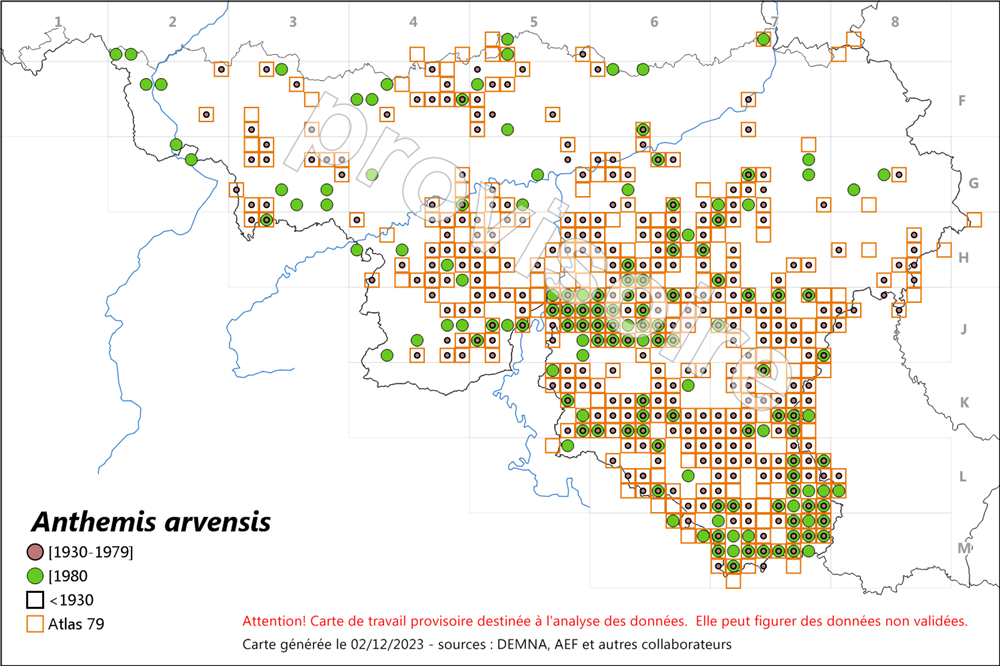 1 2 3 4 5 6 7 8
F
G
H
J
K
L
M
provisoire
Anthemis arvensis
[1930-1979]
[1980
<1930
Atlas 79
Attention! Carte de travail provisoire destinée à l'analyse des données. Elle peut figurer des données non validées.
Carte générée le 02/12/2023 - sources : DEMNA, AEF et autres collaborateurs